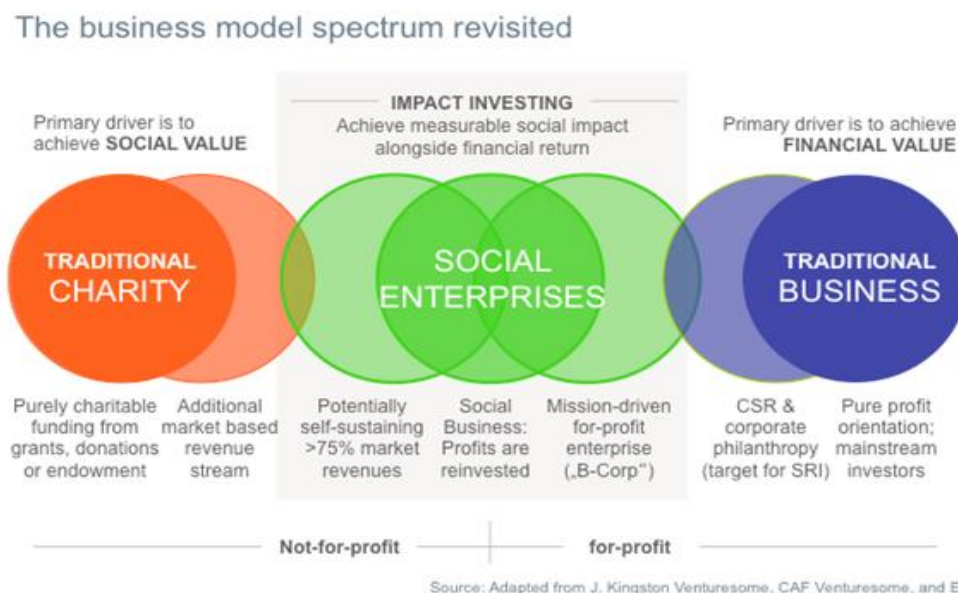 The business model spectrum revisited
IMPACT INVESTING
Achieve measurable social impact
alongside financial return
Primary driver is to
achieve SOCIAL VALUE
Primary driver is to achieve
FINANCIAL VALUE
TRADITIONAL
CHARITY
SOCIAL
ENTERPRISES
TRADITIONAL
BUSINESS
Purely charitable
funding from
grants, donations
or endowment
Additional
market based
revenue
stream
Potentially
self-sustaining
>75% market
revenues
Social
Business:
Profits are
reinvested
Mission-driven
for-profit
enterprise
(„B-Corp“)
CSR &
corporate
philanthropy
(target for SRI)
Pure profit
orientation;
mainstream
investors
Not-for-profit
for-profit
Source: Adapted from J. Kingston Venturesome, CAF Venturesome, and E